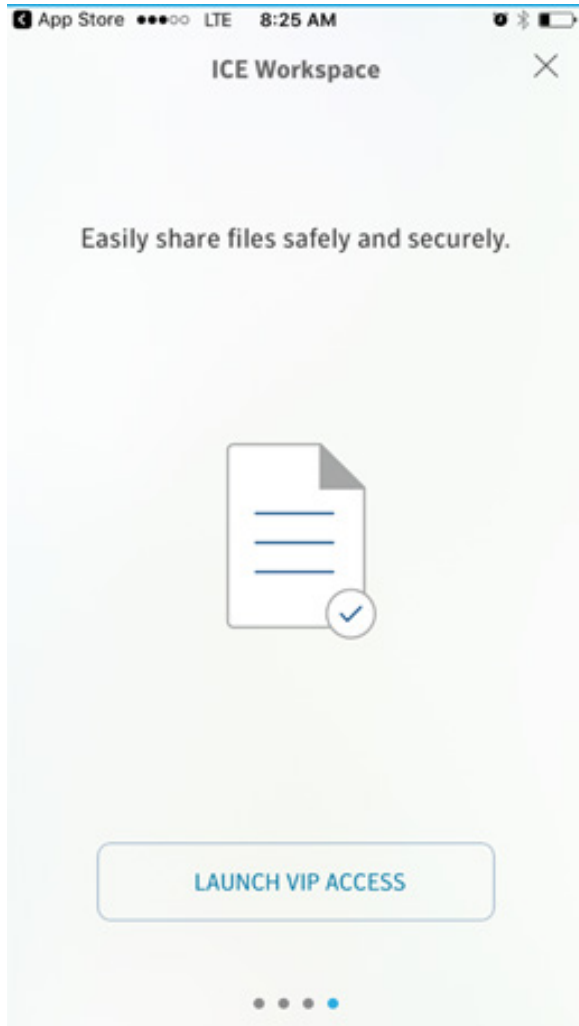 App Store LTE 8:25 AM
ICE Workspace
Easily share files safely and securely.
LAUNCH VIP ACCESS